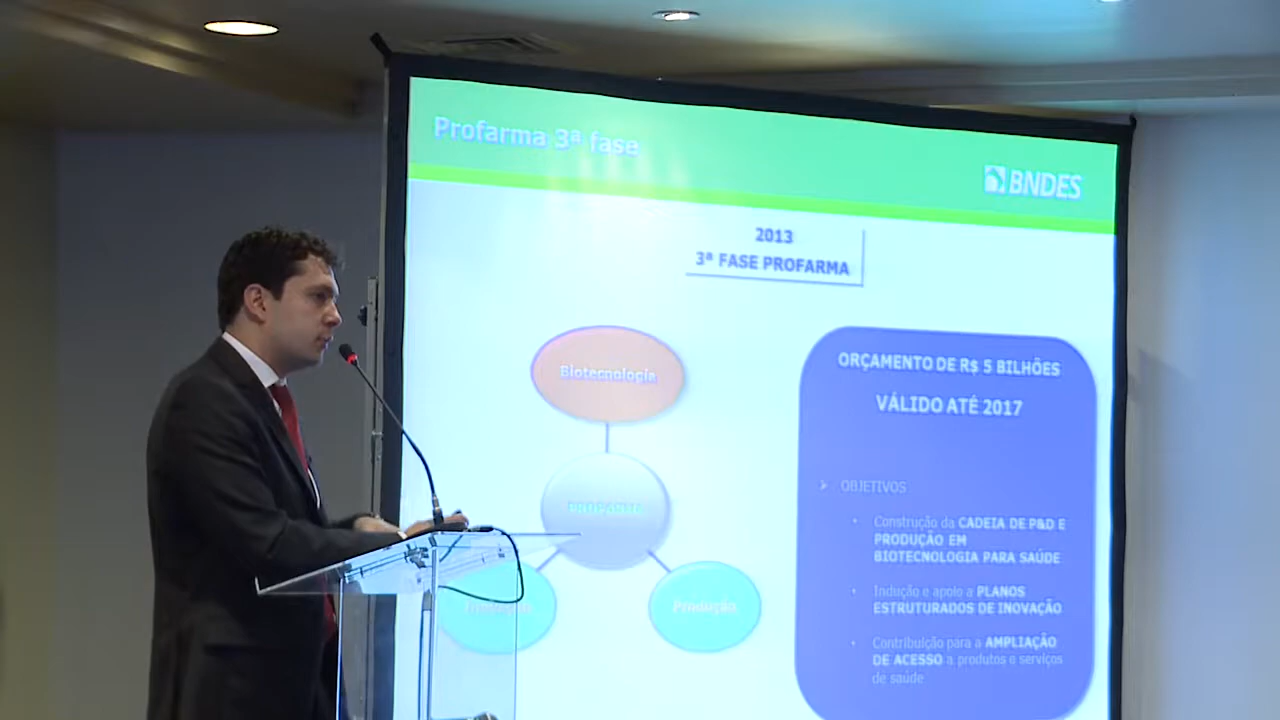 Profarma 3ª fase
BNDES
2013
3ª FASE PROFARMA
Biotecnologia
PROFARMA
Produção
ORÇAMENTO DE R$ 5 BILHÕES
VÁLIDO ATÉ 2017
OBJETIVOS
Construção da CADEIA DE P&D E
PRODUÇÃO EM
BIOTECNOLOGIA PARA SAÚDE
Indução e apoio a PLANOS
ESTRUTURADOS DE INOVAÇÃO
Contribuição para a AMPLIAÇÃO
DE ACESSO a produtos e serviços
de saúde